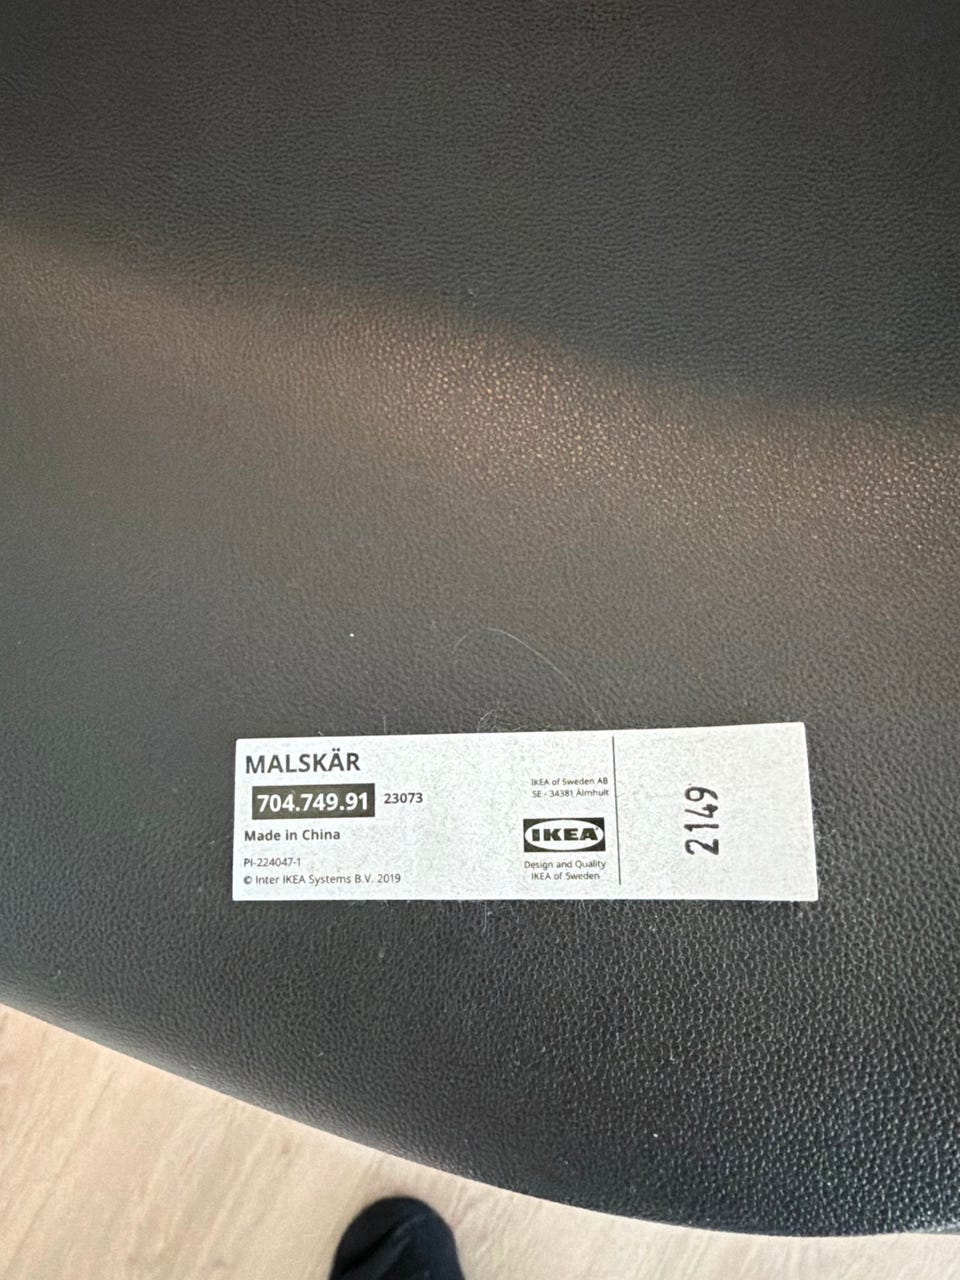 MALSKÄR
704.749.91 23073
Made in China
PI-224047-1
© Inter IKEA Systems B.V. 2019
IKEA of Sweden AB
SE - 34381 Älmhult
IKEA
Design and Quality
IKEA of Sweden
2149